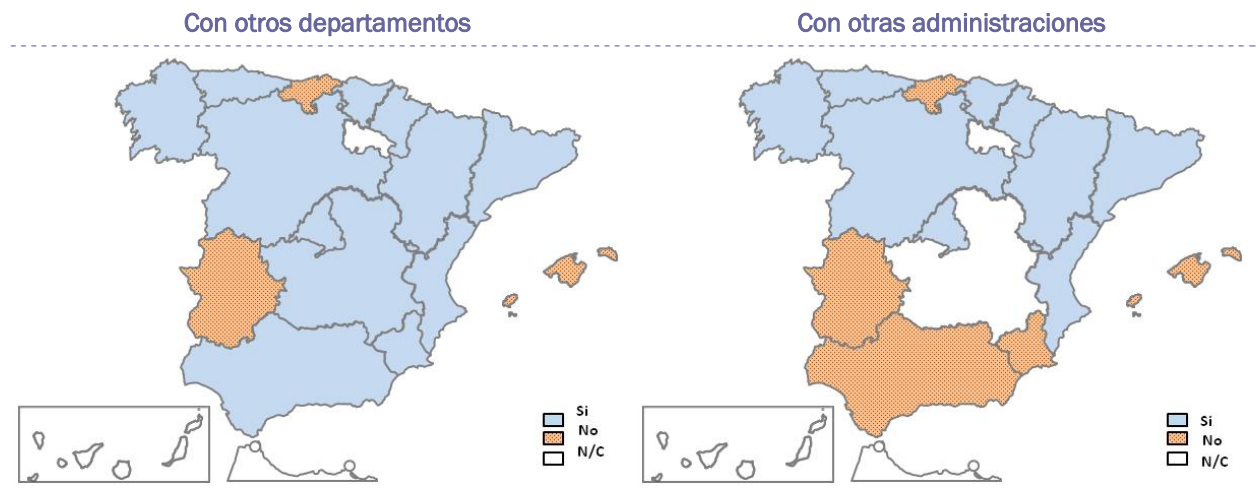 Con otros departamentos
Con otras administraciones
Si
No
N/C
Si
No
N/C